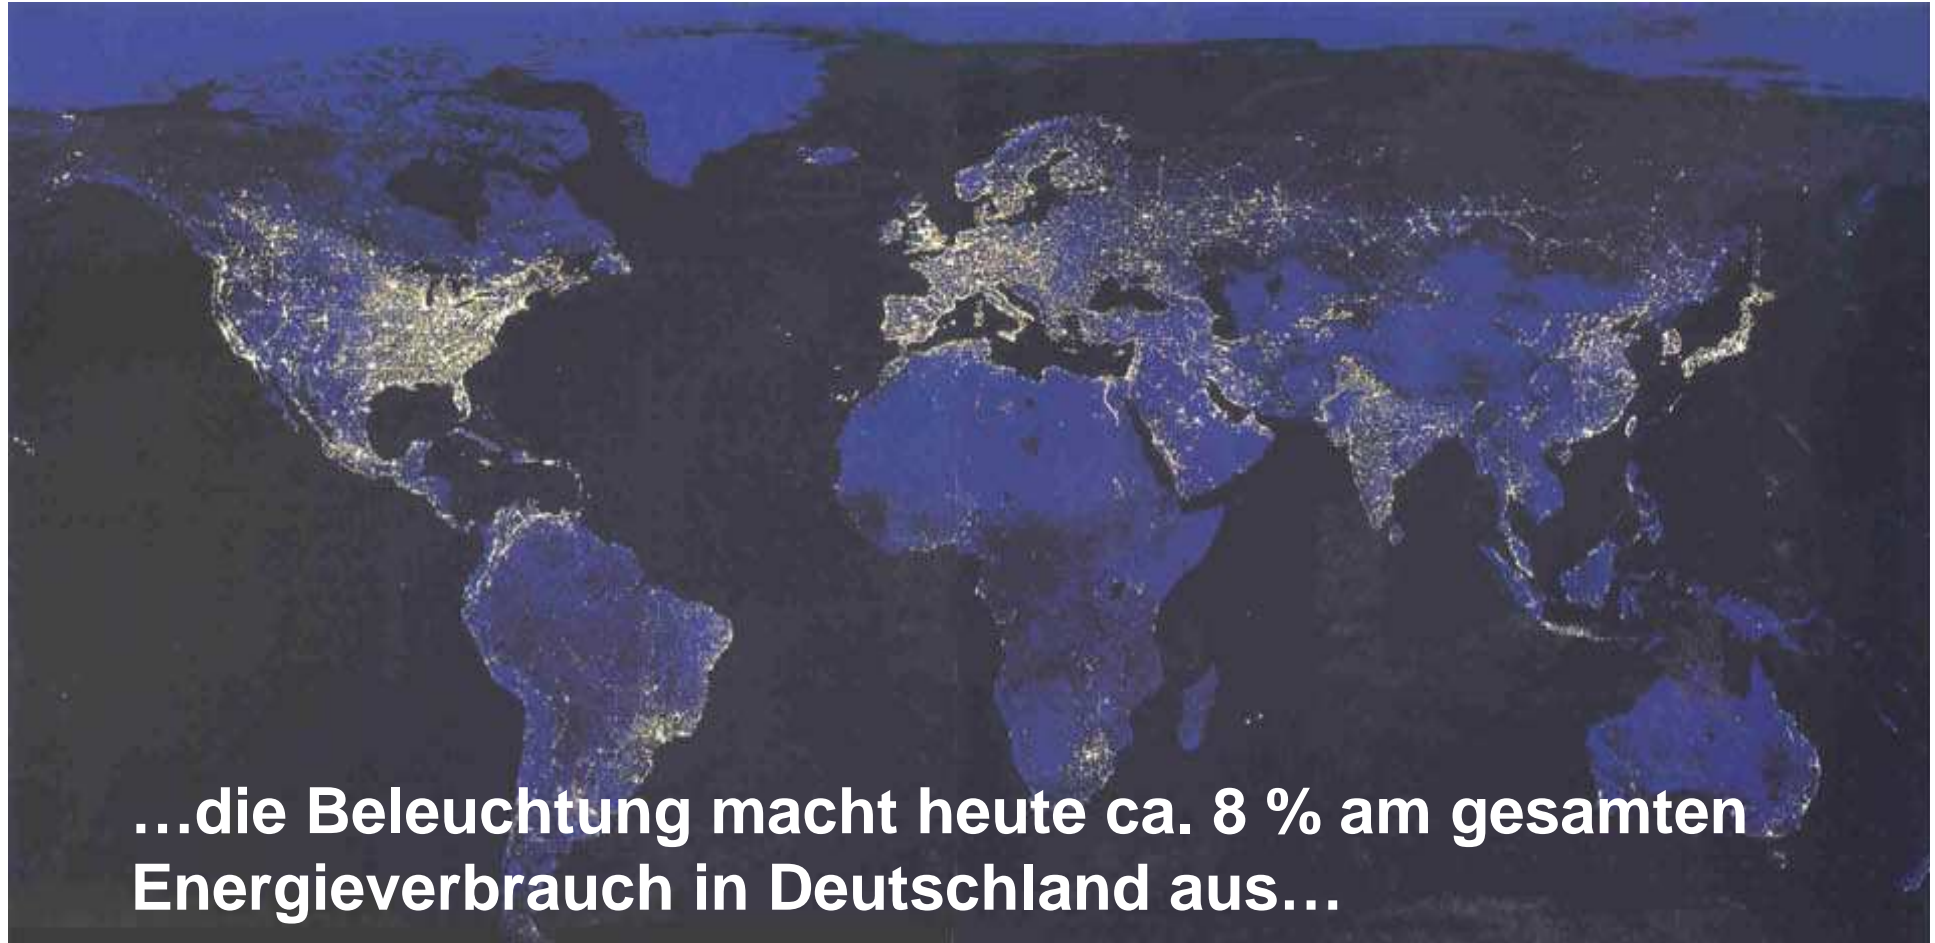 …die Beleuchtung macht heute ca. 8 % am gesamten
Energieverbrauch in Deutschland aus…